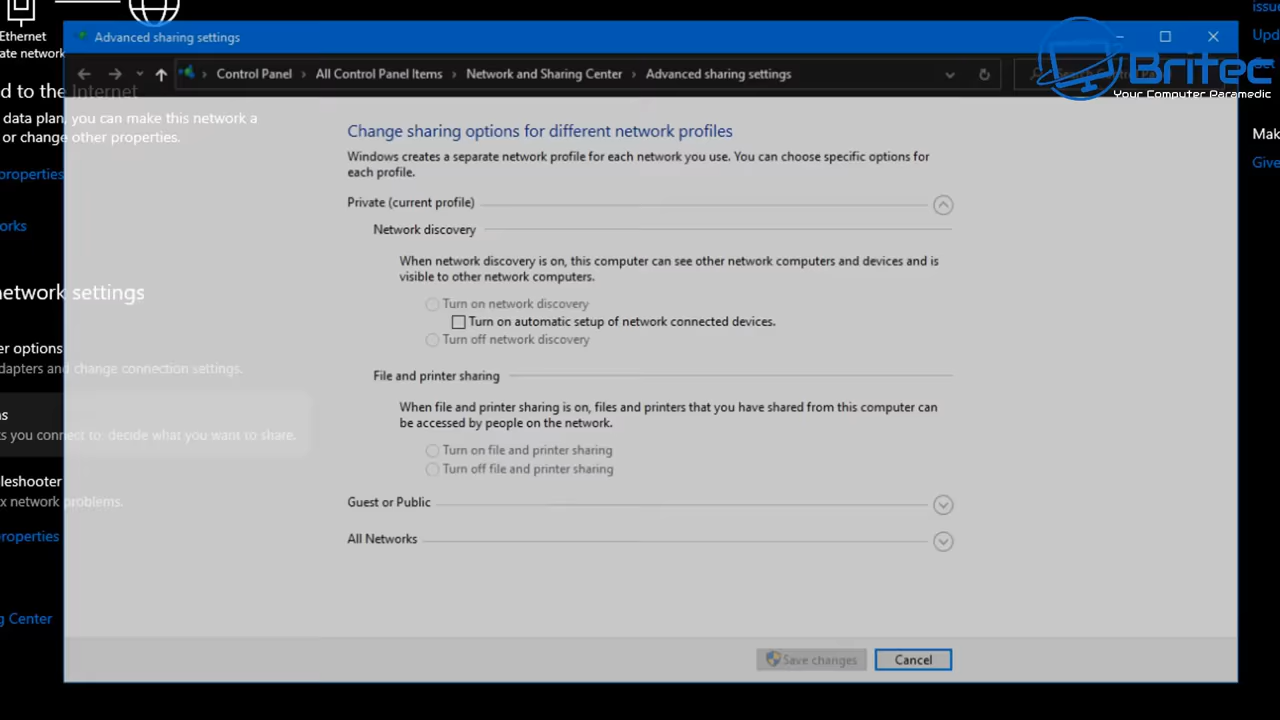 Ethernet
ate network
issue
Advanced sharing settings
Upd
Control Panel
All Control Panel Items
Network and Sharing Center
Advanced sharing settings
Britec
Your Computer Paramedic
d to the Internet
data plan, you can make this network a
or change other properties.
properties
orks
Mak
Give
Change sharing options for different network profiles
Windows creates a separate network profile for each network you use. You can choose specific options for
each profile.
Private (current profile)
Network discovery
When network discovery is on, this computer can see other network computers and devices and is
visible to other network computers.
Turn on network discovery
Turn on automatic setup of network connected devices.
Turn off network discovery
network settings
er options
adapters and change connection settings.
File and printer sharing
When file and printer sharing is on, files and printers that you have shared from this computer can
be accessed by people on the network.
Turn on file and printer sharing
Turn off file and printer sharing
ns
s you connect to, decide what you want to share.
leshooter
x network problems.
properties
Guest or Public
All Networks
g Center
Save changes
Cancel